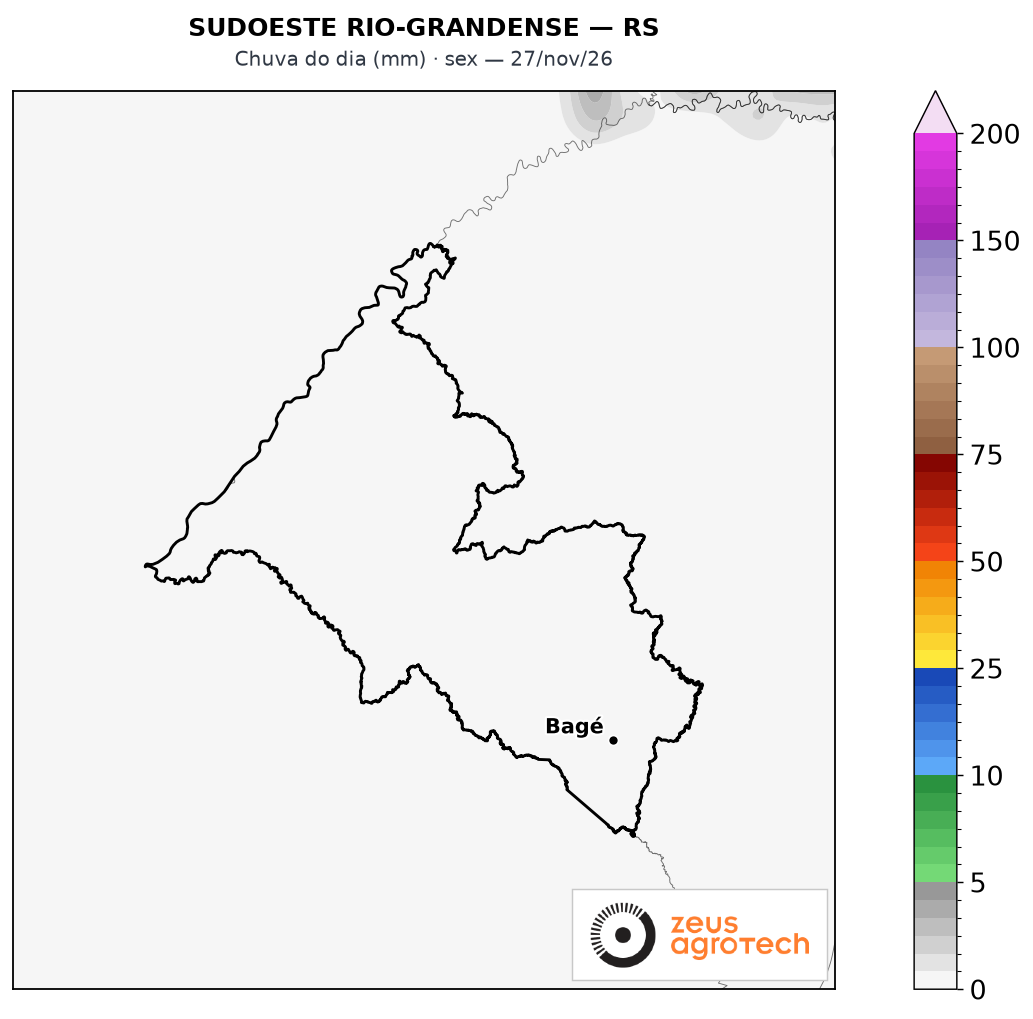 SUDOESTE RIO-GRANDENSE — RS
Chuva do dia (mm) · sex — 27/nov/26
200
150
100
75
50
25
10
5
0
Bagé
zeus
agrotech